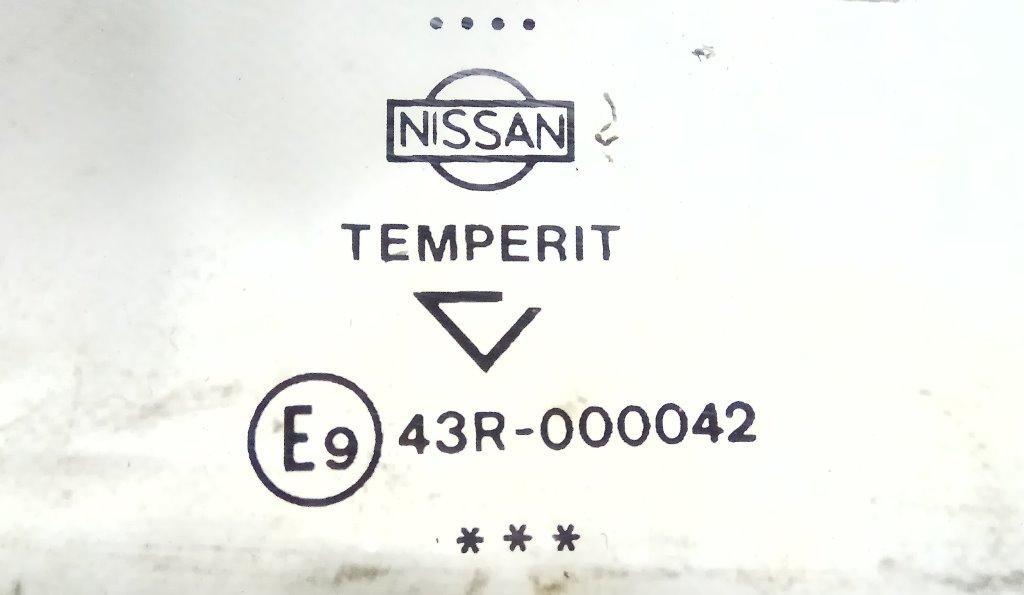 NISSAN
TEMPERIT
E9 43R-000042
***